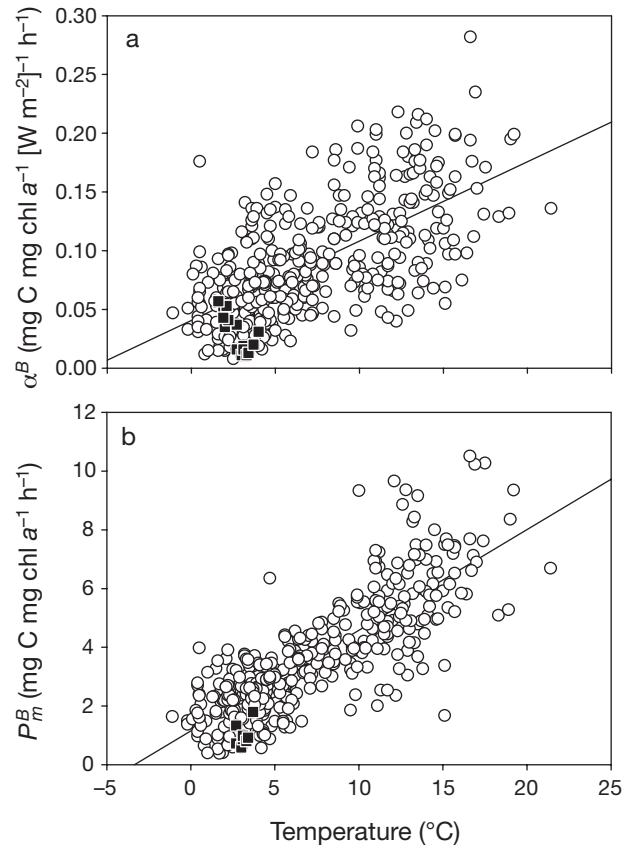 a
0.30
0.25
0.20
0.15
0.10
0.05
0.00
αᴮ (mg C mg chl a⁻¹ [W m⁻²]⁻¹ h⁻¹)
b
12
10
8
6
4
2
0
Pᴮₘ (mg C mg chl a⁻¹ h⁻¹)
−5 0 5 10 15 20 25
Temperature (°C)